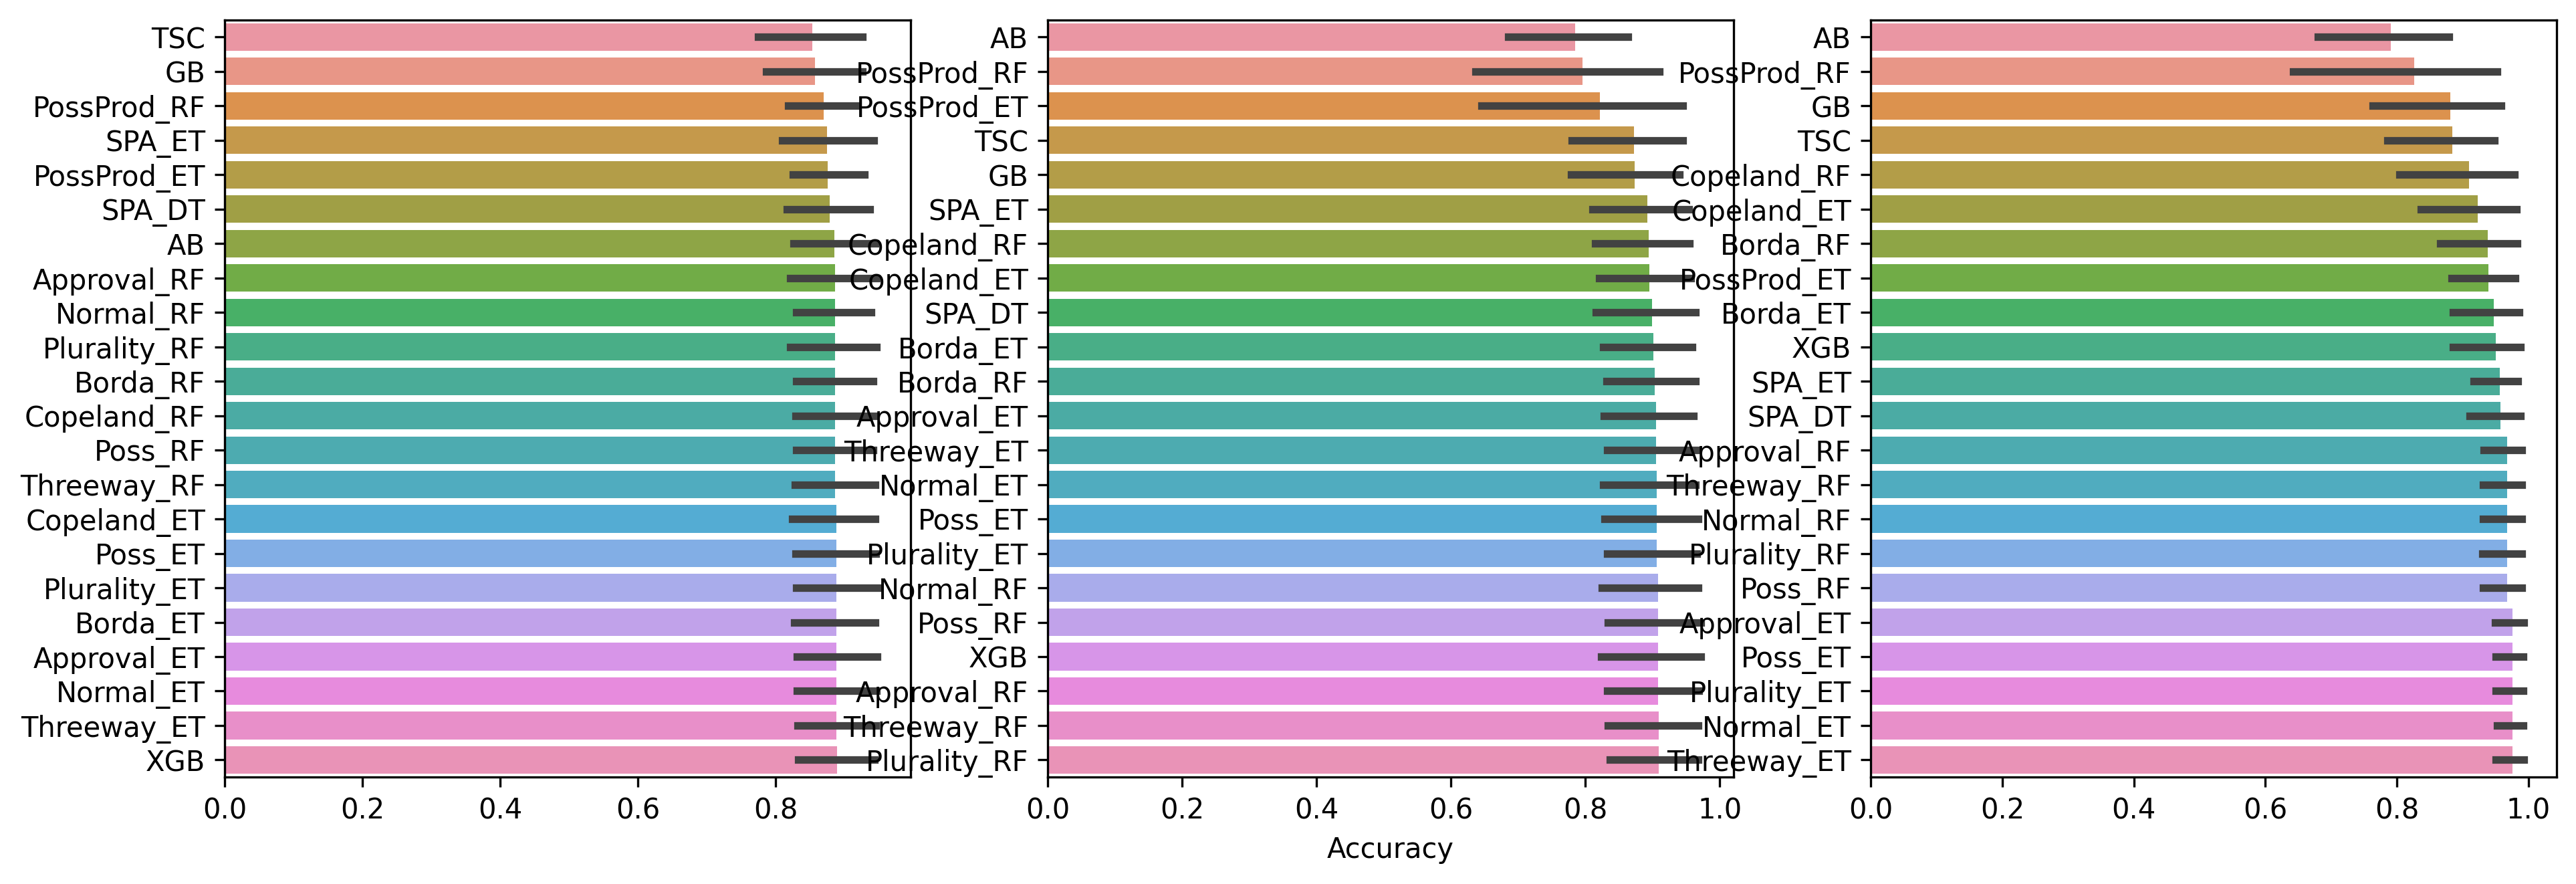 TSC
GB
PossProd_RF
SPA_ET
PossProd_ET
SPA_DT
AB
Approval_RF
Normal_RF
Plurality_RF
Borda_RF
Copeland_RF
Poss_RF
Threeway_RF
Copeland_ET
Poss_ET
Plurality_ET
Borda_ET
Approval_ET
Normal_ET
Threeway_ET
XGB
0.0 0.2 0.4 0.6 0.8
AB
PossProd_RF
PossProd_ET
TSC
GB
SPA_ET
Copeland_RF
Copeland_ET
SPA_DT
Borda_ET
Borda_RF
Approval_ET
Threeway_ET
Normal_ET
Poss_ET
Plurality_ET
Normal_RF
Poss_RF
XGB
Approval_RF
Threeway_RF
Plurality_RF
0.0 0.2 0.4 0.6 0.8 1.0
Accuracy
AB
PossProd_RF
GB
TSC
Copeland_RF
Copeland_ET
Borda_RF
PossProd_ET
Borda_ET
XGB
SPA_ET
SPA_DT
Approval_RF
Threeway_RF
Normal_RF
Plurality_RF
Poss_RF
Approval_ET
Poss_ET
Plurality_ET
Normal_ET
Threeway_ET
0.0 0.2 0.4 0.6 0.8 1.0